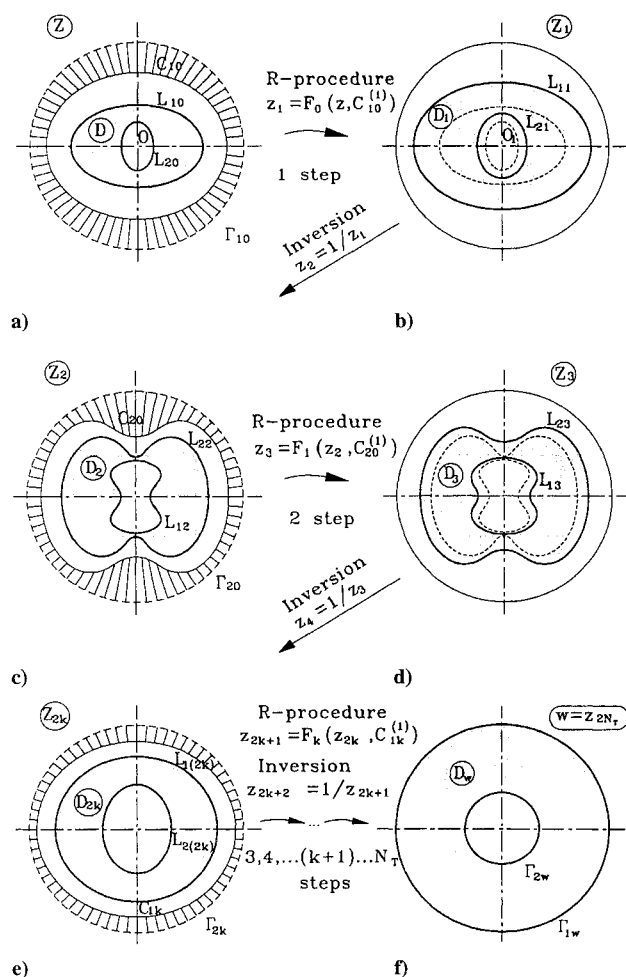 Z
C₁₀
L₁₀
D
O
L₂₀
Γ₁₀
a)
R-procedure
z₁=F₀(z,C₁₀⁽¹⁾)
1 step
Inversion
z₂=1/z₁
Z₁
L₁₁
D₁
L₂₁
O₁
b)
Z₂
C₂₀
L₂₂
D₂
L₁₂
Γ₂₀
c)
R-procedure
z₃=F₁(z₂,C₂₀⁽¹⁾)
2 step
Inversion
z₄=1/z₃
Z₃
L₂₃
D₃
L₁₃
d)
Z₂ₖ
L₁₍₂ₖ₎
D₂ₖ
L₂₍₂ₖ₎
C₁ₖ
Γ₂ₖ
e)
R-procedure
z₂ₖ₊₁=Fₖ(z₂ₖ,C₁ₖ⁽¹⁾)
Inversion
z₂ₖ₊₂ =1/z₂ₖ₊₁
...
3,4,...(k+1)...N_T
steps
w=z₂N_T
D_w
Γ₂w
Γ₁w
f)